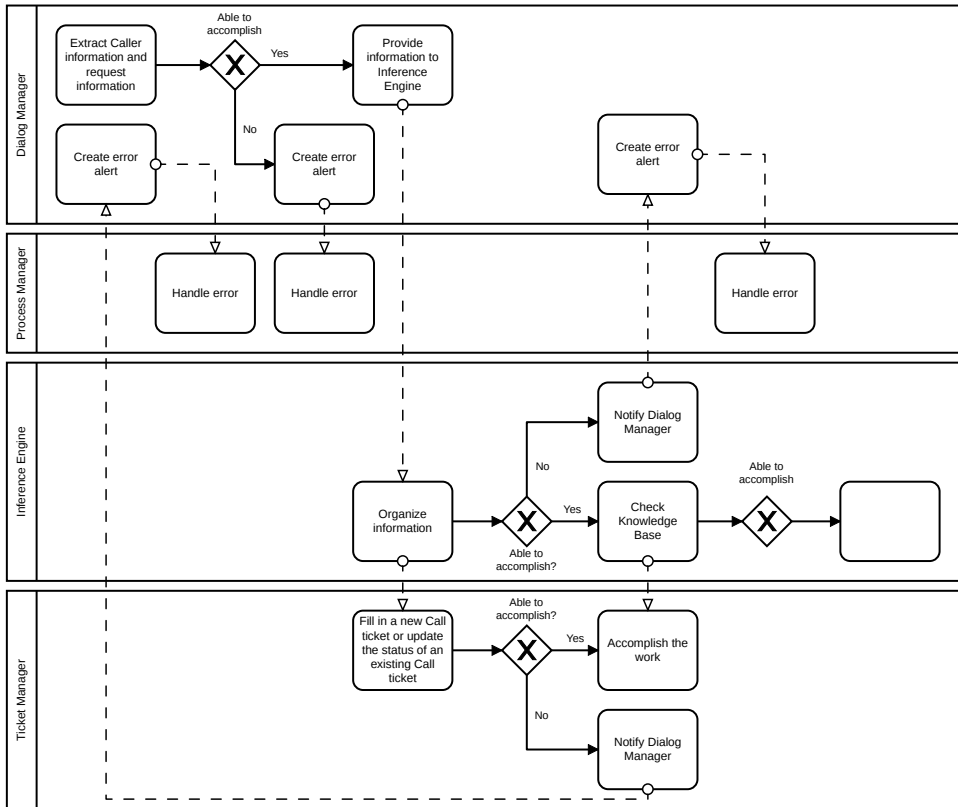 Dialog Manager
Extract Caller
information and
request
information
Able to
accomplish
Yes
Provide
information to
Inference
Engine
No
Create error
alert
Create error
alert
Create error
alert
Process Manager
Handle error
Handle error
Handle error
Inference Engine
Notify Dialog
Manager
No
Organize
information
Able to
accomplish?
Yes
Check
Knowledge
Base
Able to
accomplish
Ticket Manager
Fill in a new Call
ticket or update
the status of an
existing Call
ticket
Able to
accomplish?
Yes
Accomplish the
work
No
Notify Dialog
Manager